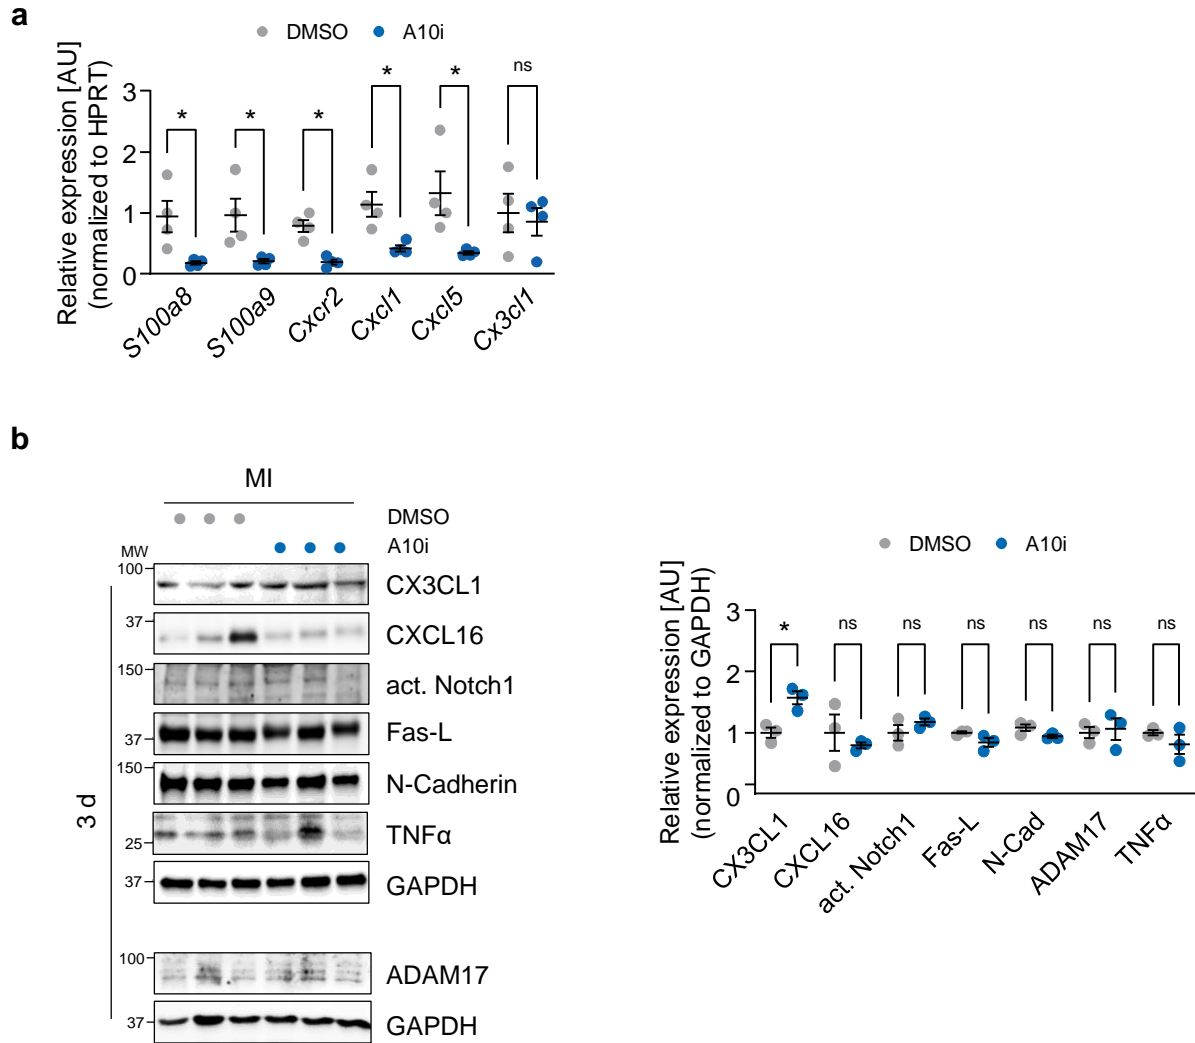 a
DMSO A10i
Relative expression [AU]
(normalized to HPRT)
* * * * * ns
3
2
1
0
S100a8 S100a9 Cxcr2 Cxcl1 Cxcl5 Cx3cl1
b
MI
DMSO
A10i
MW
100
CX3CL1
37
CXCL16
150
act. Notch1
37
Fas-L
150
N-Cadherin
25
TNFα
37
GAPDH
100
ADAM17
37
GAPDH
3 d
DMSO A10i
Relative expression [AU]
(normalized to GAPDH)
* ns ns ns ns ns ns
3
2
1
0
CX3CL1 CXCL16 act. Notch1 Fas-L N-Cad ADAM17 TNFα